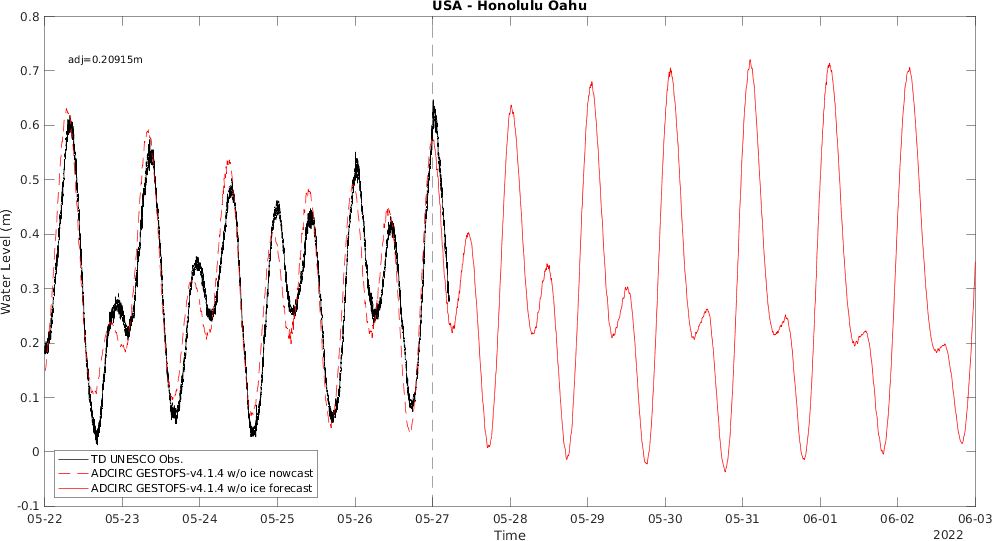 USA - Honolulu Oahu
0.8
0.7
0.6
0.5
0.4
0.3
0.2
0.1
0
-0.1
Water Level (m)
adj=0.20915m
TD UNESCO Obs.
ADCIRC GESTOFS-v4.1.4 w/o ice nowcast
ADCIRC GESTOFS-v4.1.4 w/o ice forecast
05-22 05-23 05-24 05-25 05-26 05-27 05-28 05-29 05-30 05-31 06-01 06-02 06-03
Time
2022